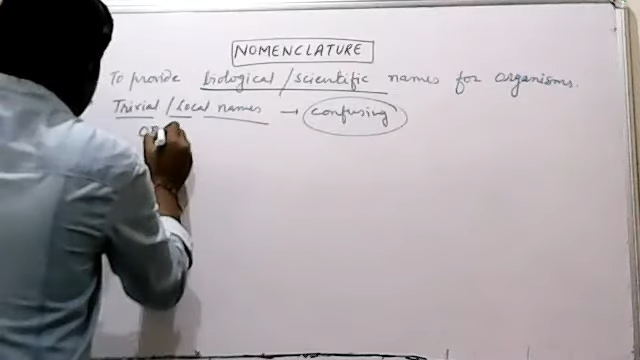 NOMENCLATURE
To provide biological/scientific names for organisms.
Trivial/local names → confusing